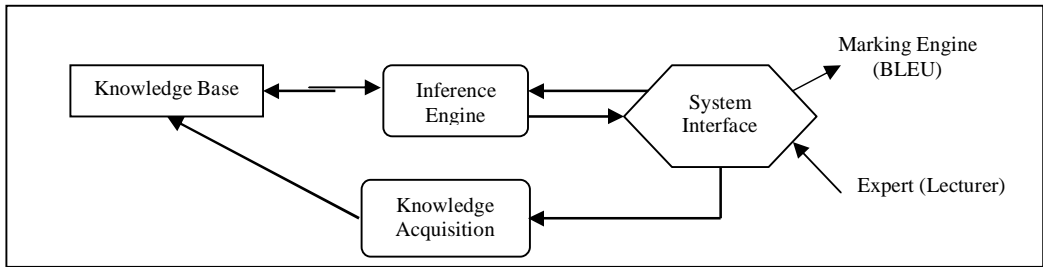 Knowledge Base
Inference
Engine
System
Interface
Marking Engine
(BLEU)
Expert (Lecturer)
Knowledge
Acquisition